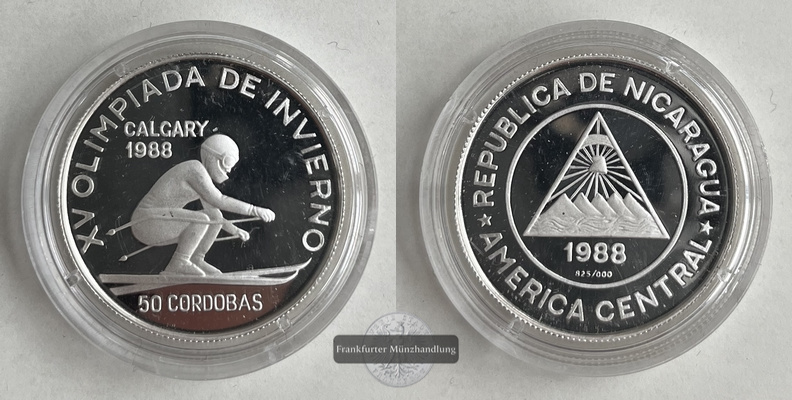 XV OLIMPIADA DE INVIERNO
CALGARY
1988
50 CORDOBAS
REPUBLICA DE NICARAGUA
1988
825/000
★ AMERICA CENTRAL ★
Frankfurter Münzhandlung